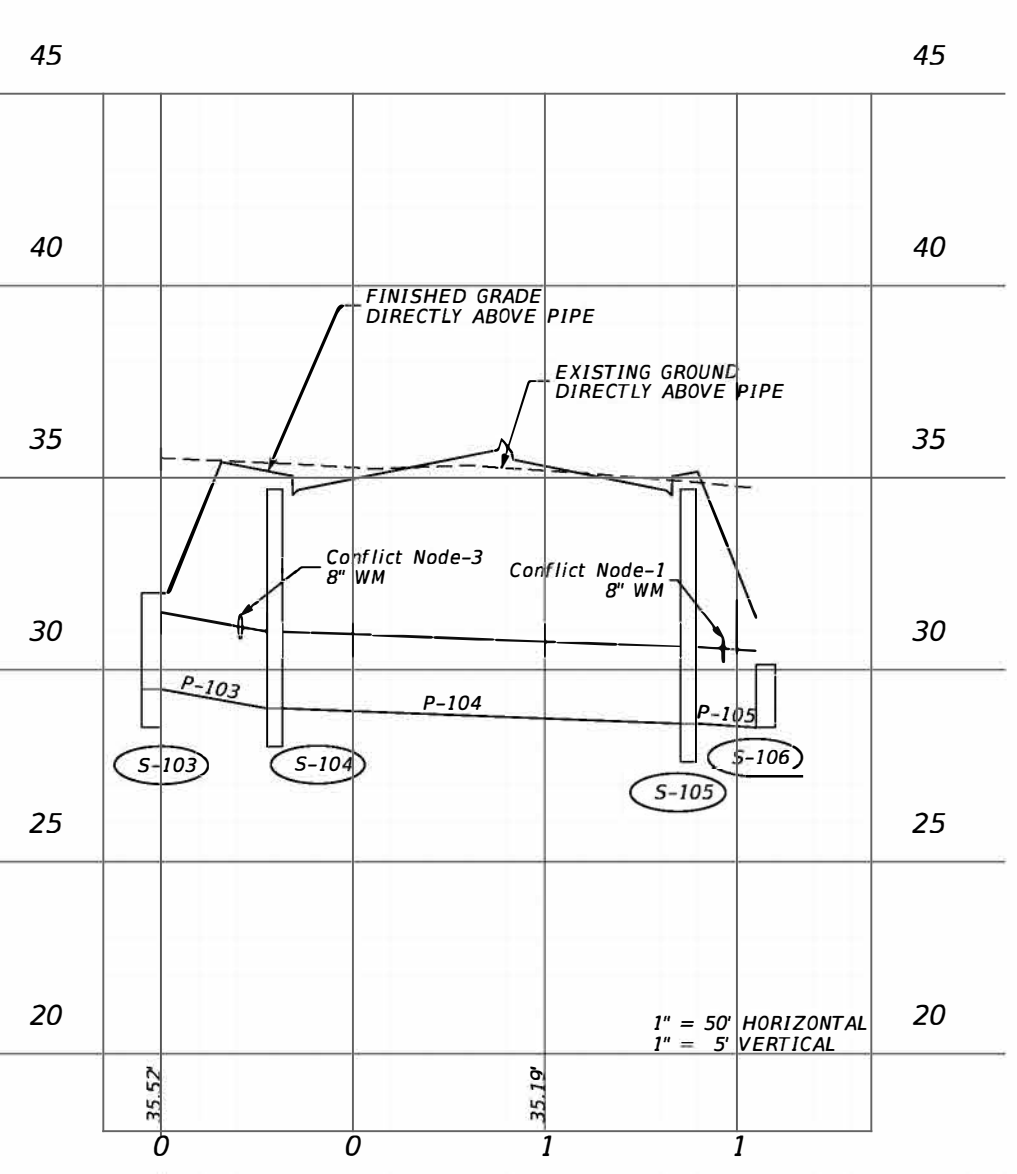 45 45
40 40
FINISHED GRADE
DIRECTLY ABOVE PIPE
EXISTING GROUND
DIRECTLY ABOVE PIPE
35 35
Conflict Node-3
8" WM
Conflict Node-1
8" WM
30 30
P-103
P-104
P-105
S-103
S-104
S-106
S-105
25 25
20 20
1" = 50' HORIZONTAL
1" = 5' VERTICAL
35.52'
35.19'
0 0 1 1